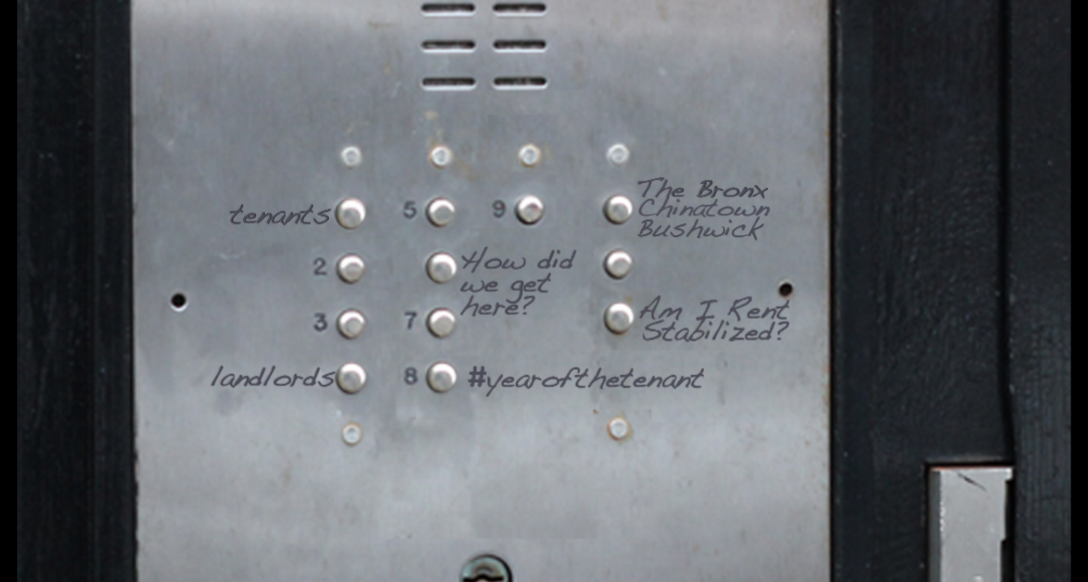 tenants
5
9
The Bronx
Chinatown
Bushwick
2
How did
we get
here?
3
7
Am I Rent
Stabilized?
landlords
8
#yearofthetenant